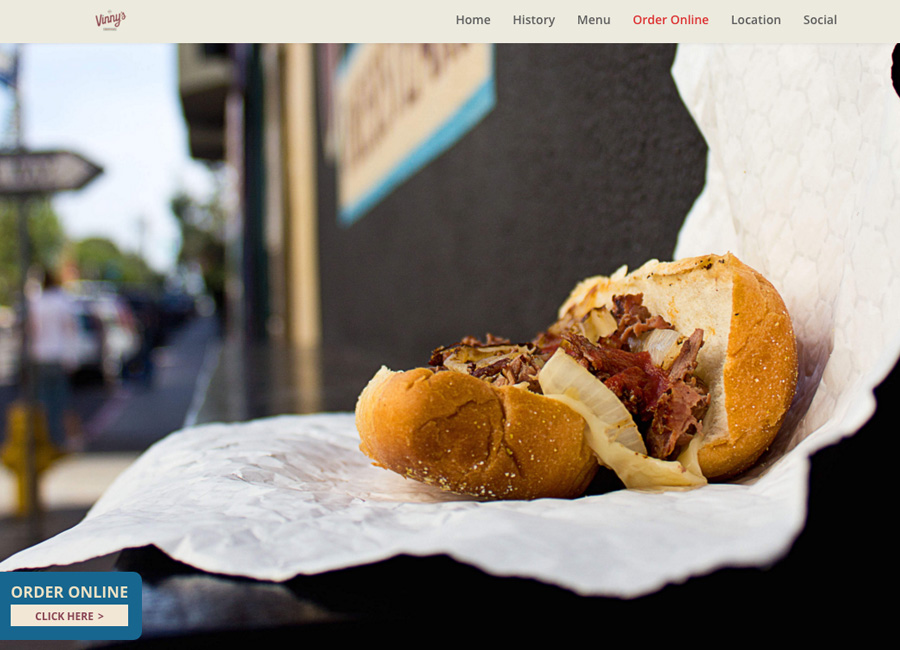 Vinny's
Home
History
Menu
Order Online
Location
Social
ORDER ONLINE
CLICK HERE >